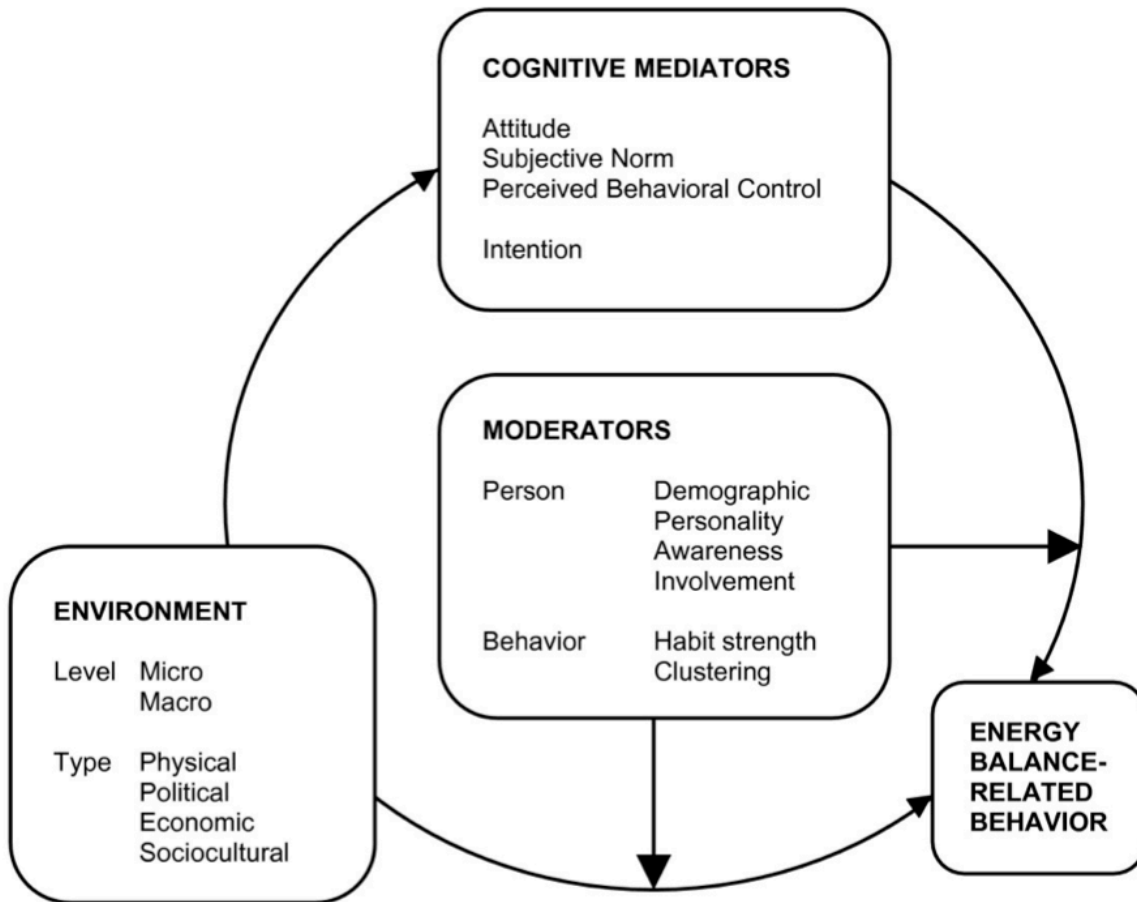 COGNITIVE MEDIATORS
Attitude
Subjective Norm
Perceived Behavioral Control
Intention
MODERATORS
Person Demographic
Personality
Awareness
Involvement
Behavior Habit strength
Clustering
ENVIRONMENT
Level Micro
Macro
Type Physical
Political
Economic
Sociocultural
ENERGY
BALANCE-
RELATED
BEHAVIOR